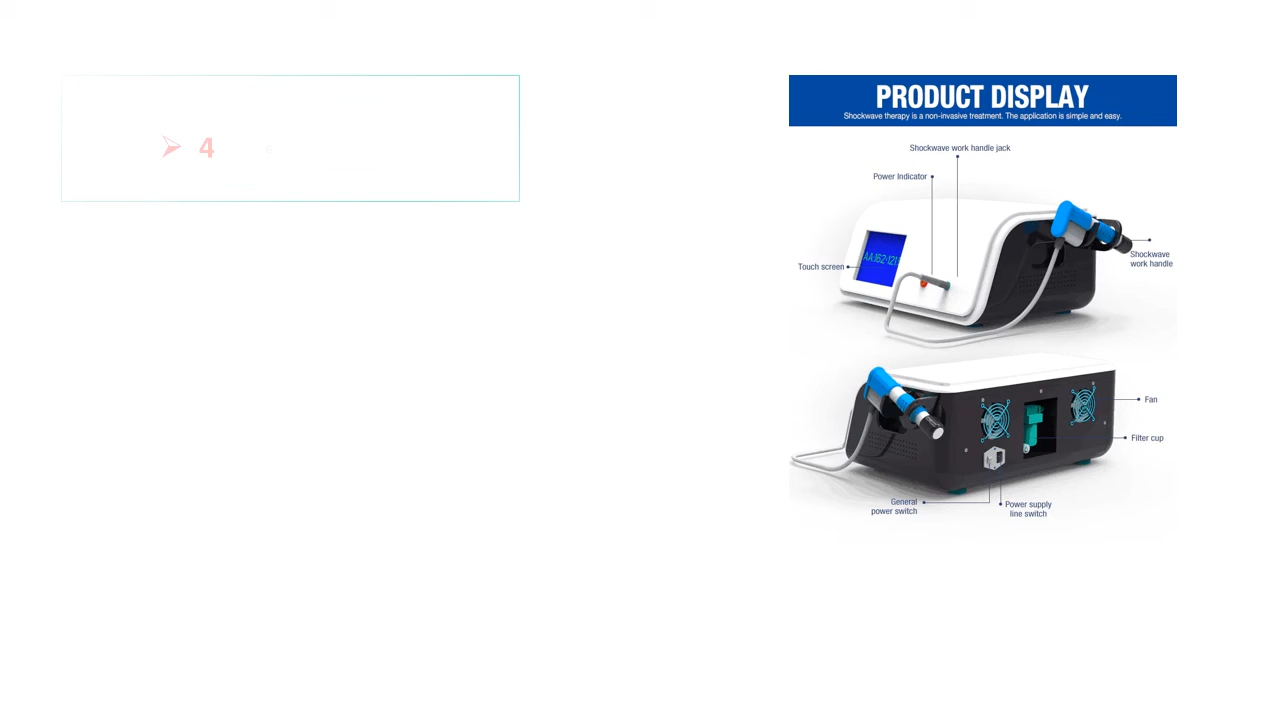 ➢ 4
PRODUCT DISPLAY
Shockwave therapy is a non-invasive treatment. The application is simple and easy.
Shockwave work handle jack
Power Indicator
Touch screen
Shockwave
work handle
Fan
Filter cup
General
power switch
Power supply
line switch